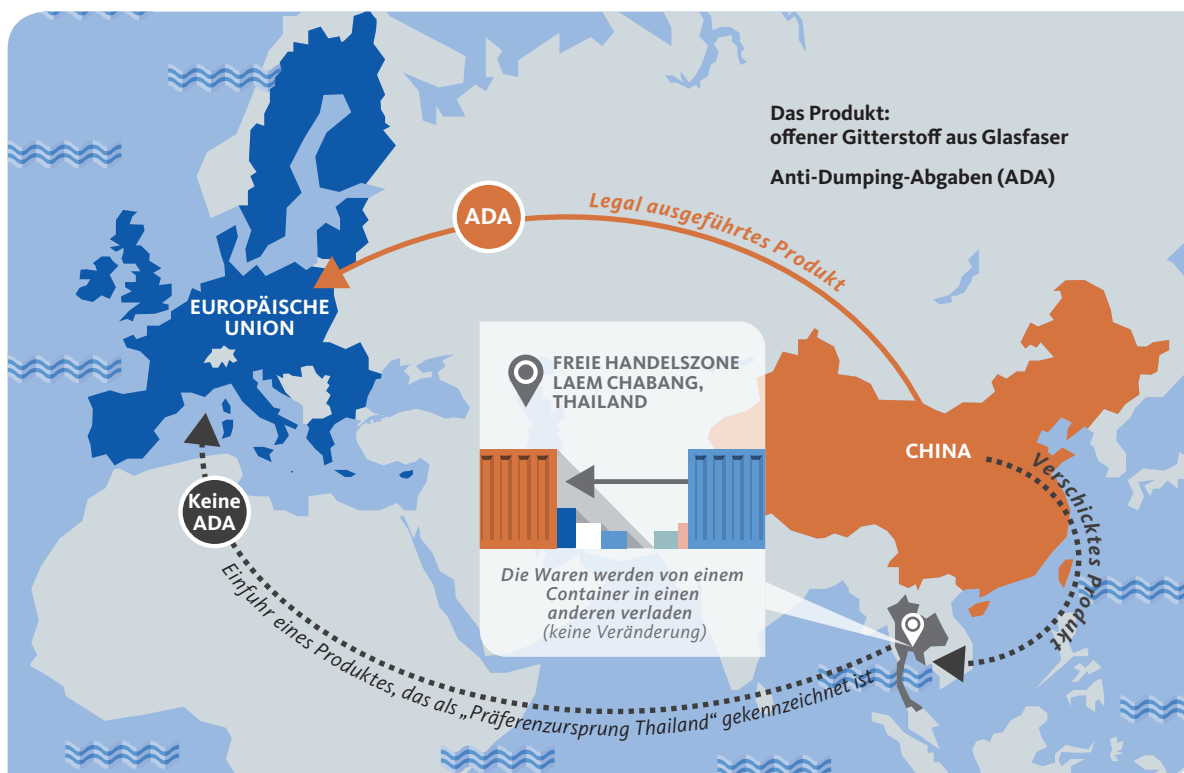 Das Produkt:
offener Gitterstoff aus Glasfaser
Anti-Dumping-Abgaben (ADA)
ADA
Legal ausgeführtes Produkt
EUROPÄISCHE
UNION
FREIE HANDELSZONE
LAEM CHABANG,
THAILAND
CHINA
Verschicktes Produkt
Keine
ADA
Die Waren werden von einem
Container in einen
anderen verladen
(keine Veränderung)
Einfuhr eines Produktes, das als „Präferenzursprung Thailand“ gekennzeichnet ist